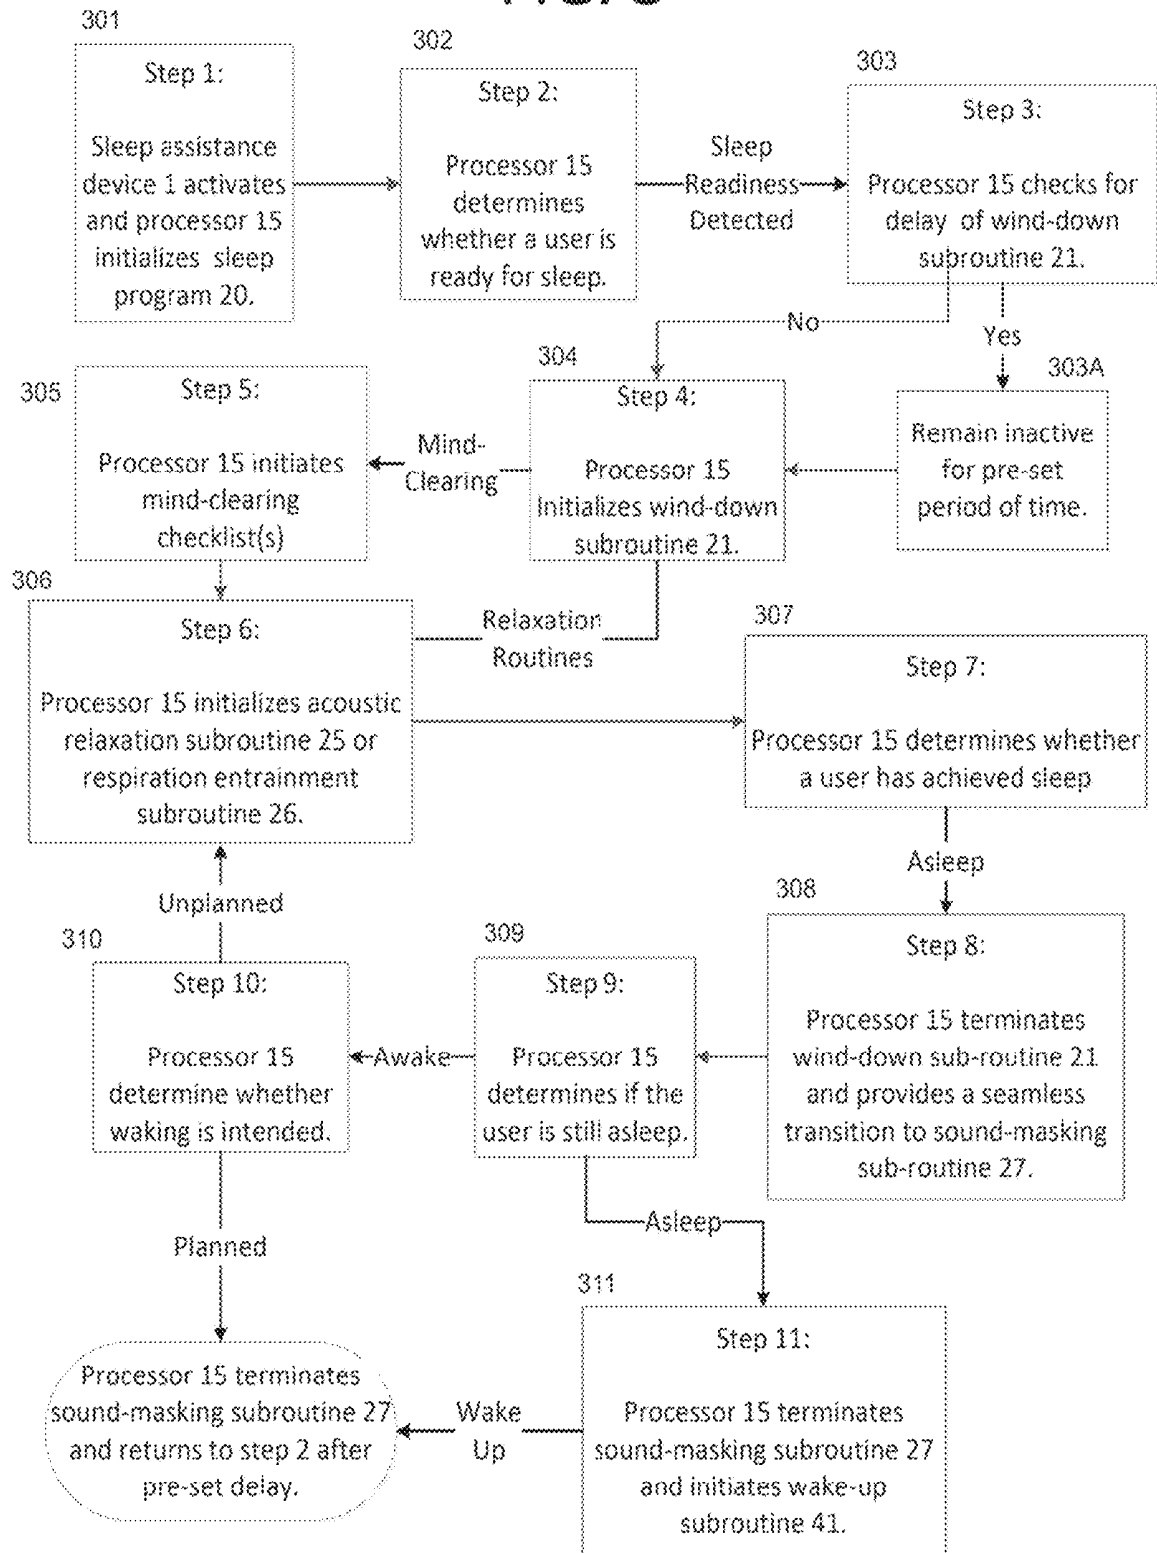 301
Step 1:
Sleep assistance
device 1 activates
and processor 15
initializes sleep
program 20.
302
Step 2:
Processor 15
determines
whether a user is
ready for sleep.
Sleep
Readiness
Detected
303
Step 3:
Processor 15 checks for
delay of wind-down
subroutine 21.
No
Yes
303A
Remain inactive
for pre-set
period of time.
304
Step 4:
Processor 15
Initializes wind-down
subroutine 21.
Mind-
Clearing
305
Step 5:
Processor 15 initiates
mind-clearing
checklist(s)
306
Step 6:
Processor 15 initializes acoustic
relaxation subroutine 25 or
respiration entrainment
subroutine 26.
Relaxation
Routines
307
Step 7:
Processor 15 determines whether
a user has achieved sleep
Asleep
308
Step 8:
Processor 15 terminates
wind-down sub-routine 21
and provides a seamless
transition to sound-masking
sub-routine 27.
309
Step 9:
Processor 15
determines if the
user is still asleep.
Awake
310
Step 10:
Processor 15
determine whether
waking is intended.
Unplanned
Planned
Asleep
311
Step 11:
Processor 15 terminates
sound-masking subroutine 27
and initiates wake-up
subroutine 41.
Wake
Up
Processor 15 terminates
sound-masking subroutine 27
and returns to step 2 after
pre-set delay.